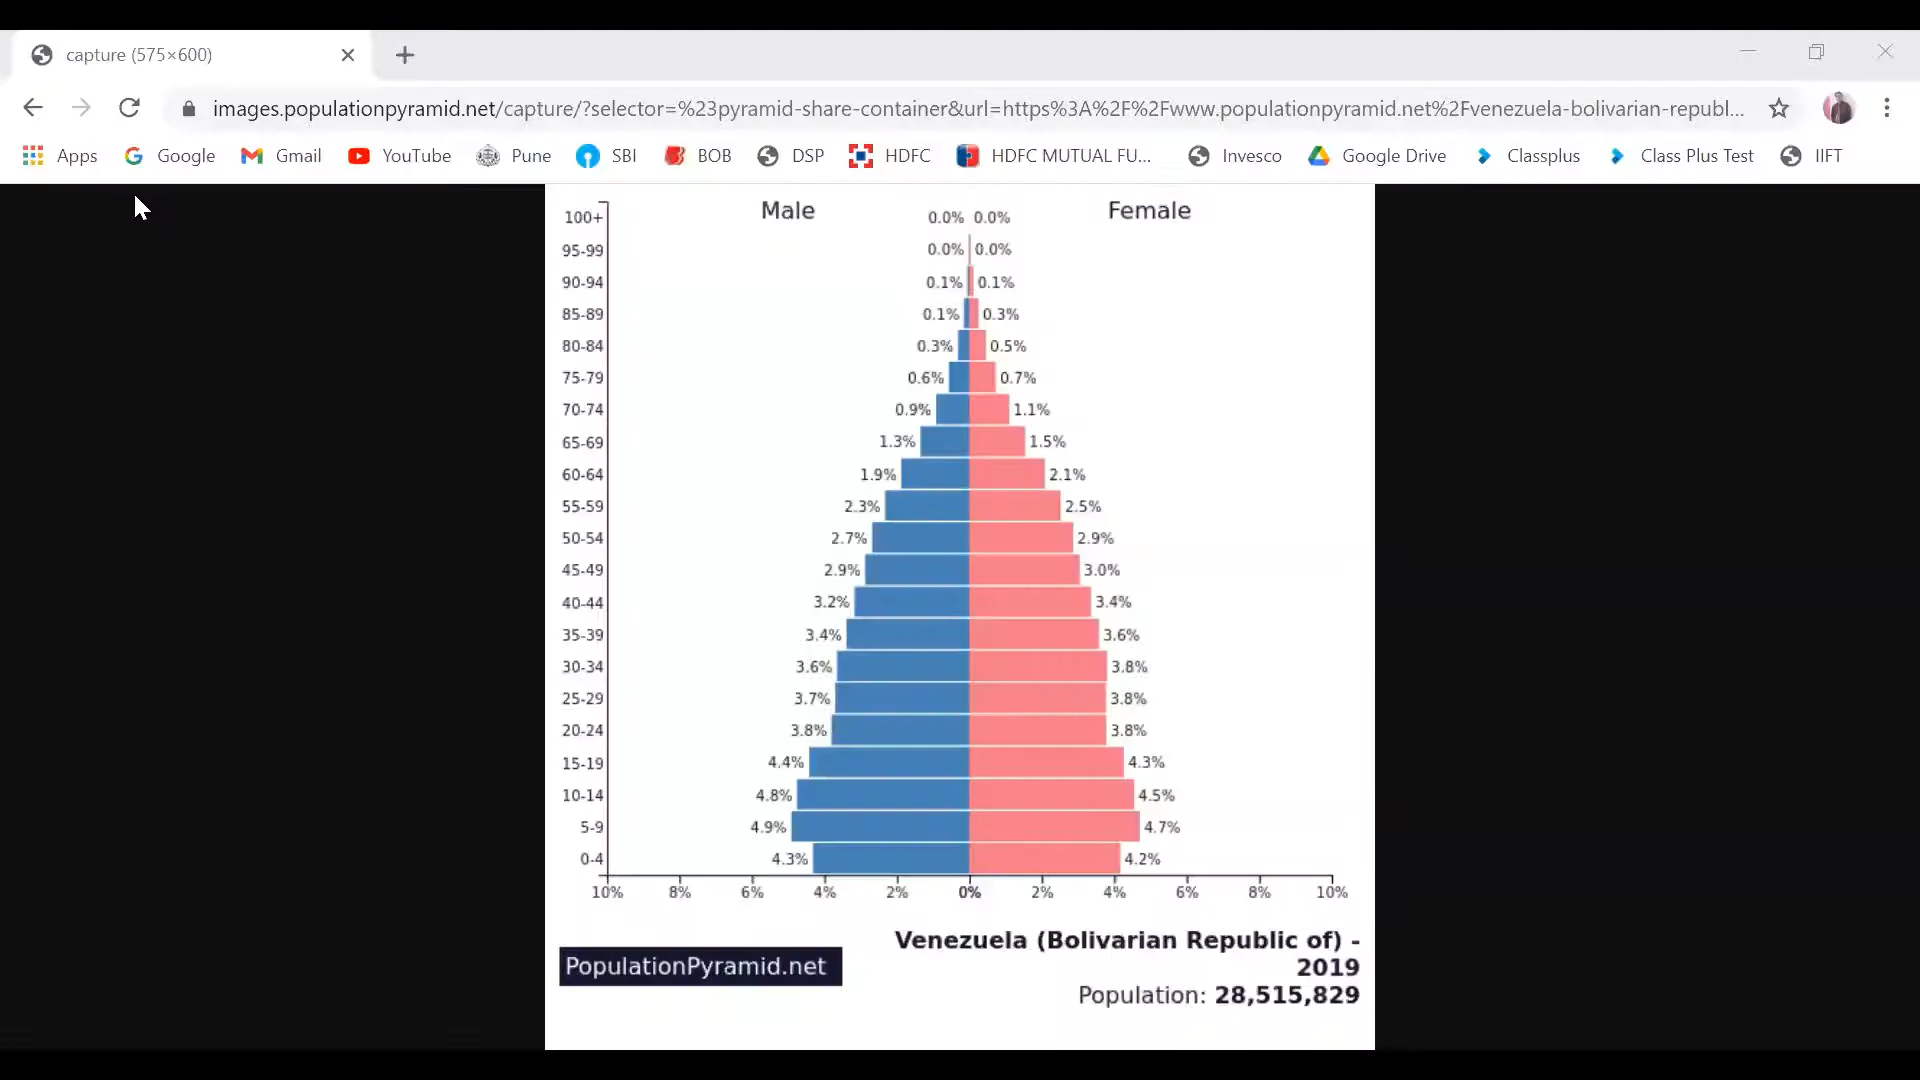 capture (575×600)
images.populationpyramid.net/capture/?selector=%23pyramid-share-container&url=https%3A%2F%2Fwww.populationpyramid.net%2Fvenezuela-bolivarian-republ...
Apps Google Gmail YouTube Pune SBI BOB DSP HDFC HDFC MUTUAL FU... Invesco Google Drive Classplus Class Plus Test IIFT
Male Female
100+ 0.0% 0.0%
95-99 0.0% 0.0%
90-94 0.1% 0.1%
85-89 0.1% 0.3%
80-84 0.3% 0.5%
75-79 0.6% 0.7%
70-74 0.9% 1.1%
65-69 1.3% 1.5%
60-64 1.9% 2.1%
55-59 2.3% 2.5%
50-54 2.7% 2.9%
45-49 2.9% 3.0%
40-44 3.2% 3.4%
35-39 3.4% 3.6%
30-34 3.6% 3.8%
25-29 3.7% 3.8%
20-24 3.8% 3.8%
15-19 4.4% 4.3%
10-14 4.8% 4.5%
5-9 4.9% 4.7%
0-4 4.3% 4.2%
10% 8% 6% 4% 2% 0% 2% 4% 6% 8% 10%
Venezuela (Bolivarian Republic of) -
2019
PopulationPyramid.net
Population: 28,515,829